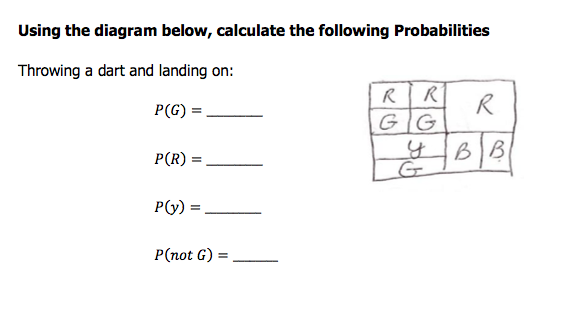 Using the diagram below, calculate the following Probabilities
Throwing a dart and landing on:
P(G) = ______
P(R) = ______
P(y) = ______
P(not G) = ______
R R R
G G
y B B
G